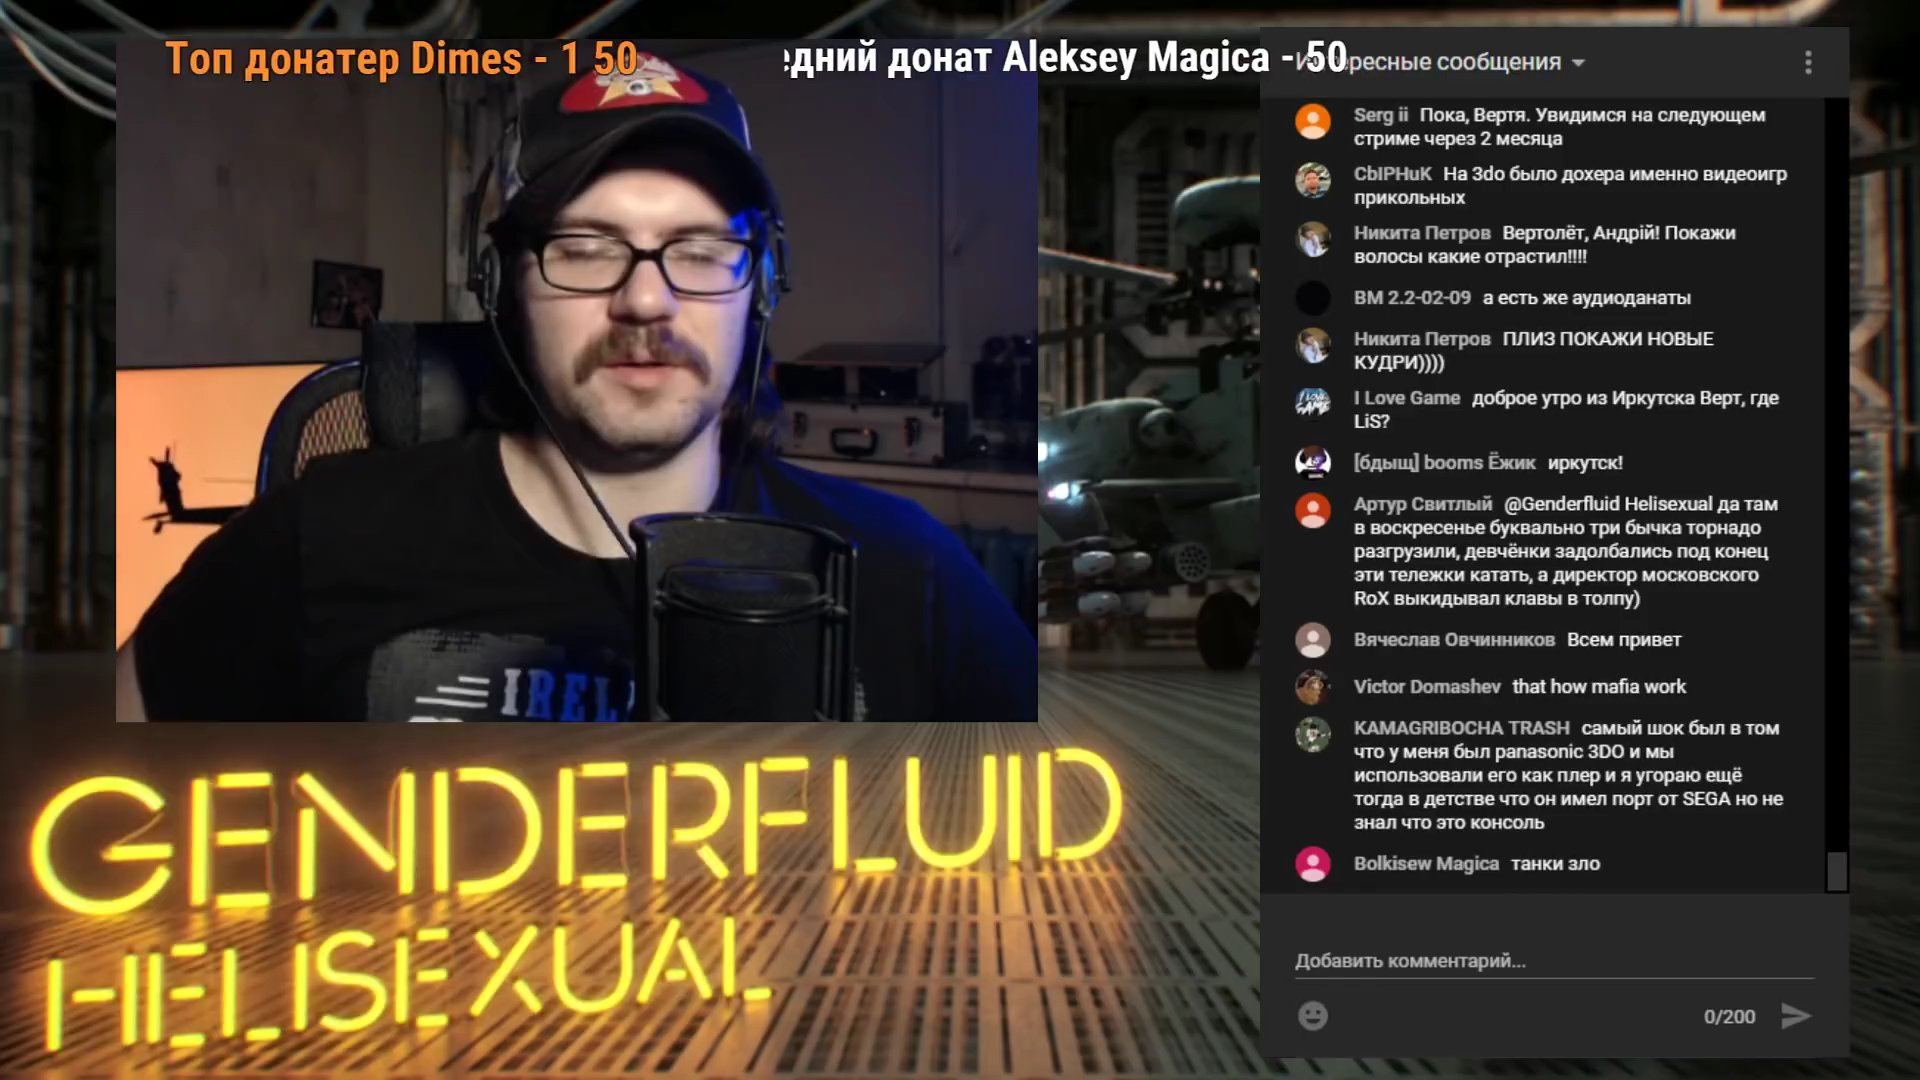 Топ донатер Dimes - 1 50
едний донат Aleksey Magica - 50
ресные сообщения
Serg ii Пока, Вертя. Увидимся на следующем
стриме через 2 месяца
CbIPHuK На 3do было дохера именно видеоигр
прикольных
Никита Петров Вертолёт, Андрій! Покажи
волосы какие отрастил!!!!
BM 2.2-02-09 а есть же аудиоданаты
Никита Петров ПЛИЗ ПОКАЖИ НОВЫЕ
КУДРИ))))
I Love Game доброе утро из Иркутска Верт, где
LiS?
[бдыщ] booms Ёжик иркутск!
Артур Свитлый @Genderfluid Helisexual да там
в воскресенье буквально три бычка торнадо
разгрузили, девчёнки задолбались под конец
эти тележки катать, а директор московского
RoX выкидывал клавы в толпу)
Вячеслав Овчинников Всем привет
Victor Domashev that how mafia work
KAMAGRIBOCHA TRASH самый шок был в том
что у меня был panasonic 3DO и мы
использовали его как плер и я угораю ещё
тогда в детстве что он имел порт от SEGA но не
знал что это консоль
Bolkisew Magica танки зло
Добавить комментарий...
0/200
IREL
GENDERFLUID
HELISEXUAL